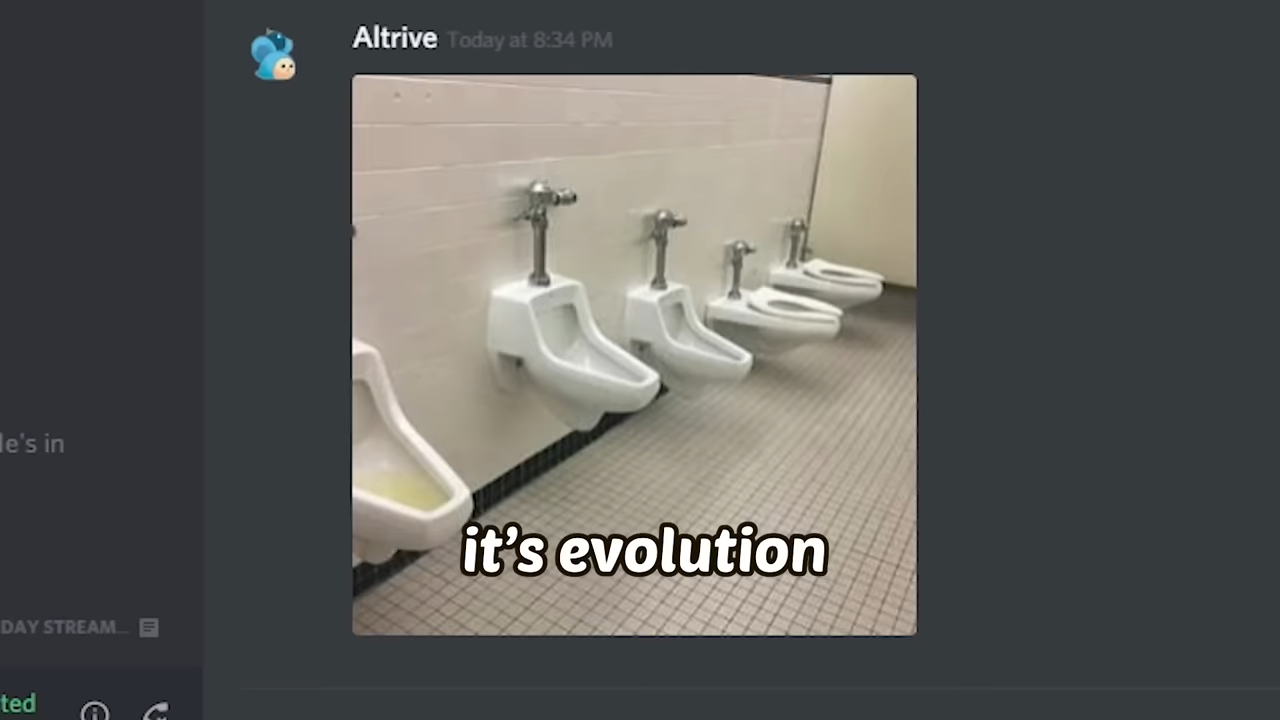 Altrive Today at 8:34 PM
it's evolution
le's in
DAY STREAM...
ted